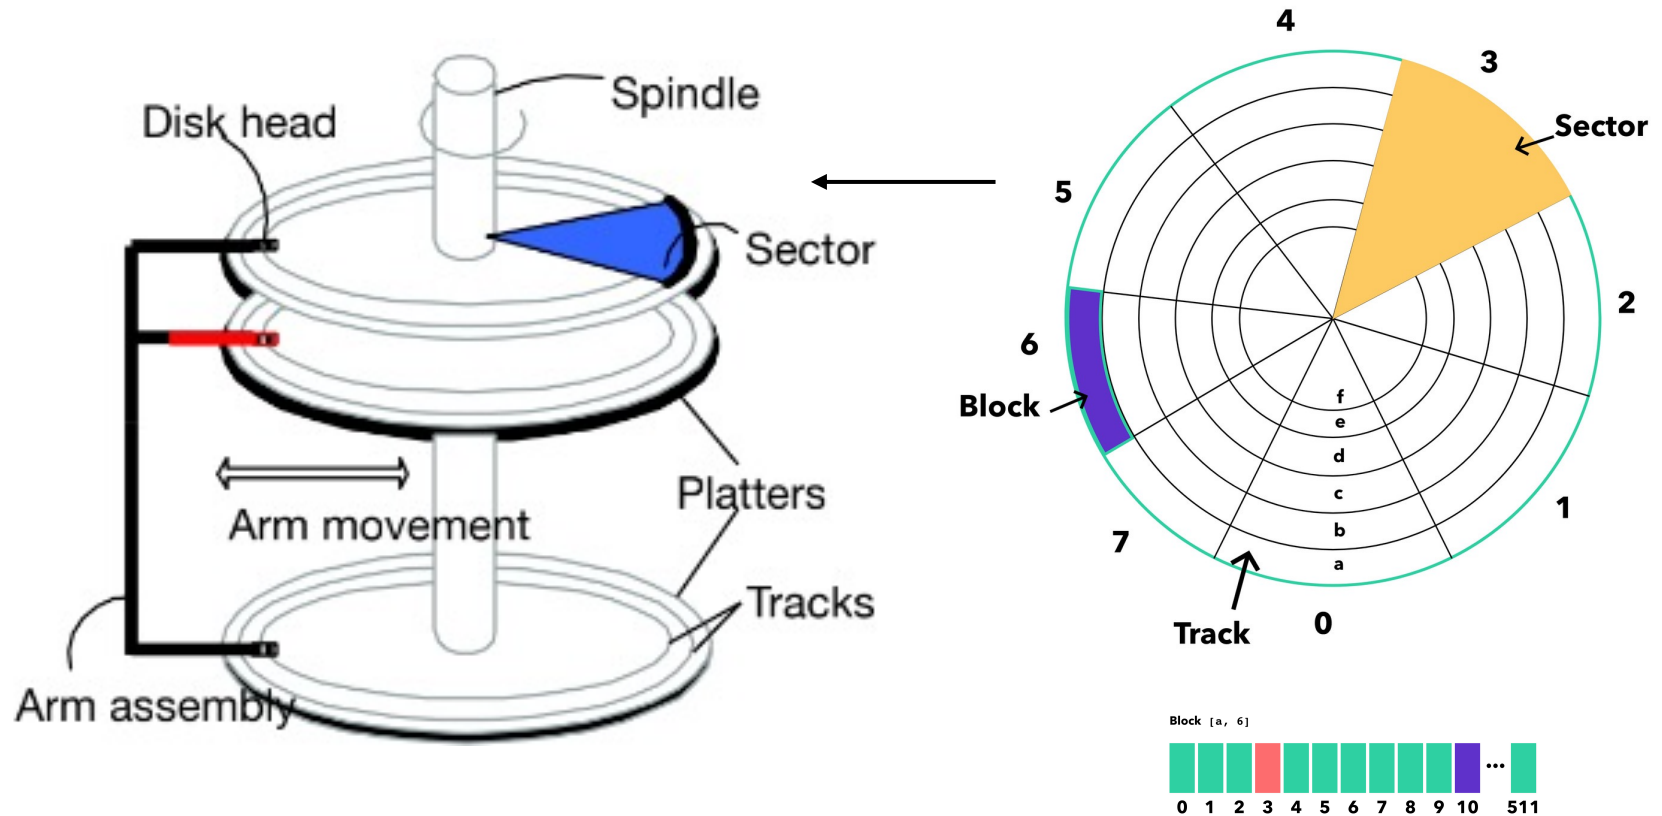 Spindle
Disk head
Sector
Platters
Arm movement
Tracks
Arm assembly
4
3
Sector
5
2
6
Block
f
e
d
c
b
a
1
7
Track
0
Block [a, 6]
0 1 2 3 4 5 6 7 8 9 10 ... 511